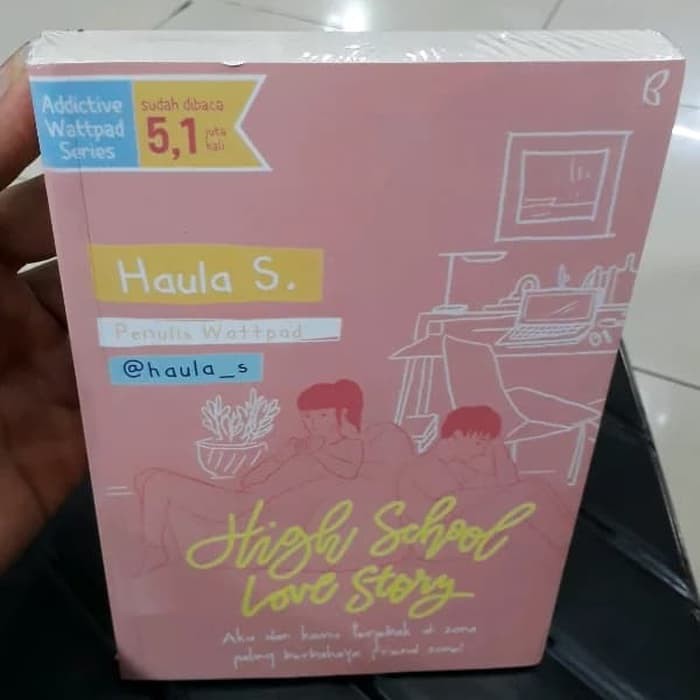 Addictive
Wattpad
Series
sudah dibaca
5,1 juta
kali
Haula S.
Penulis Wattpad
@haula_s
High School
Love Story
Aku dan kamu terjebak di zona
paling berbahaya: friend zone!